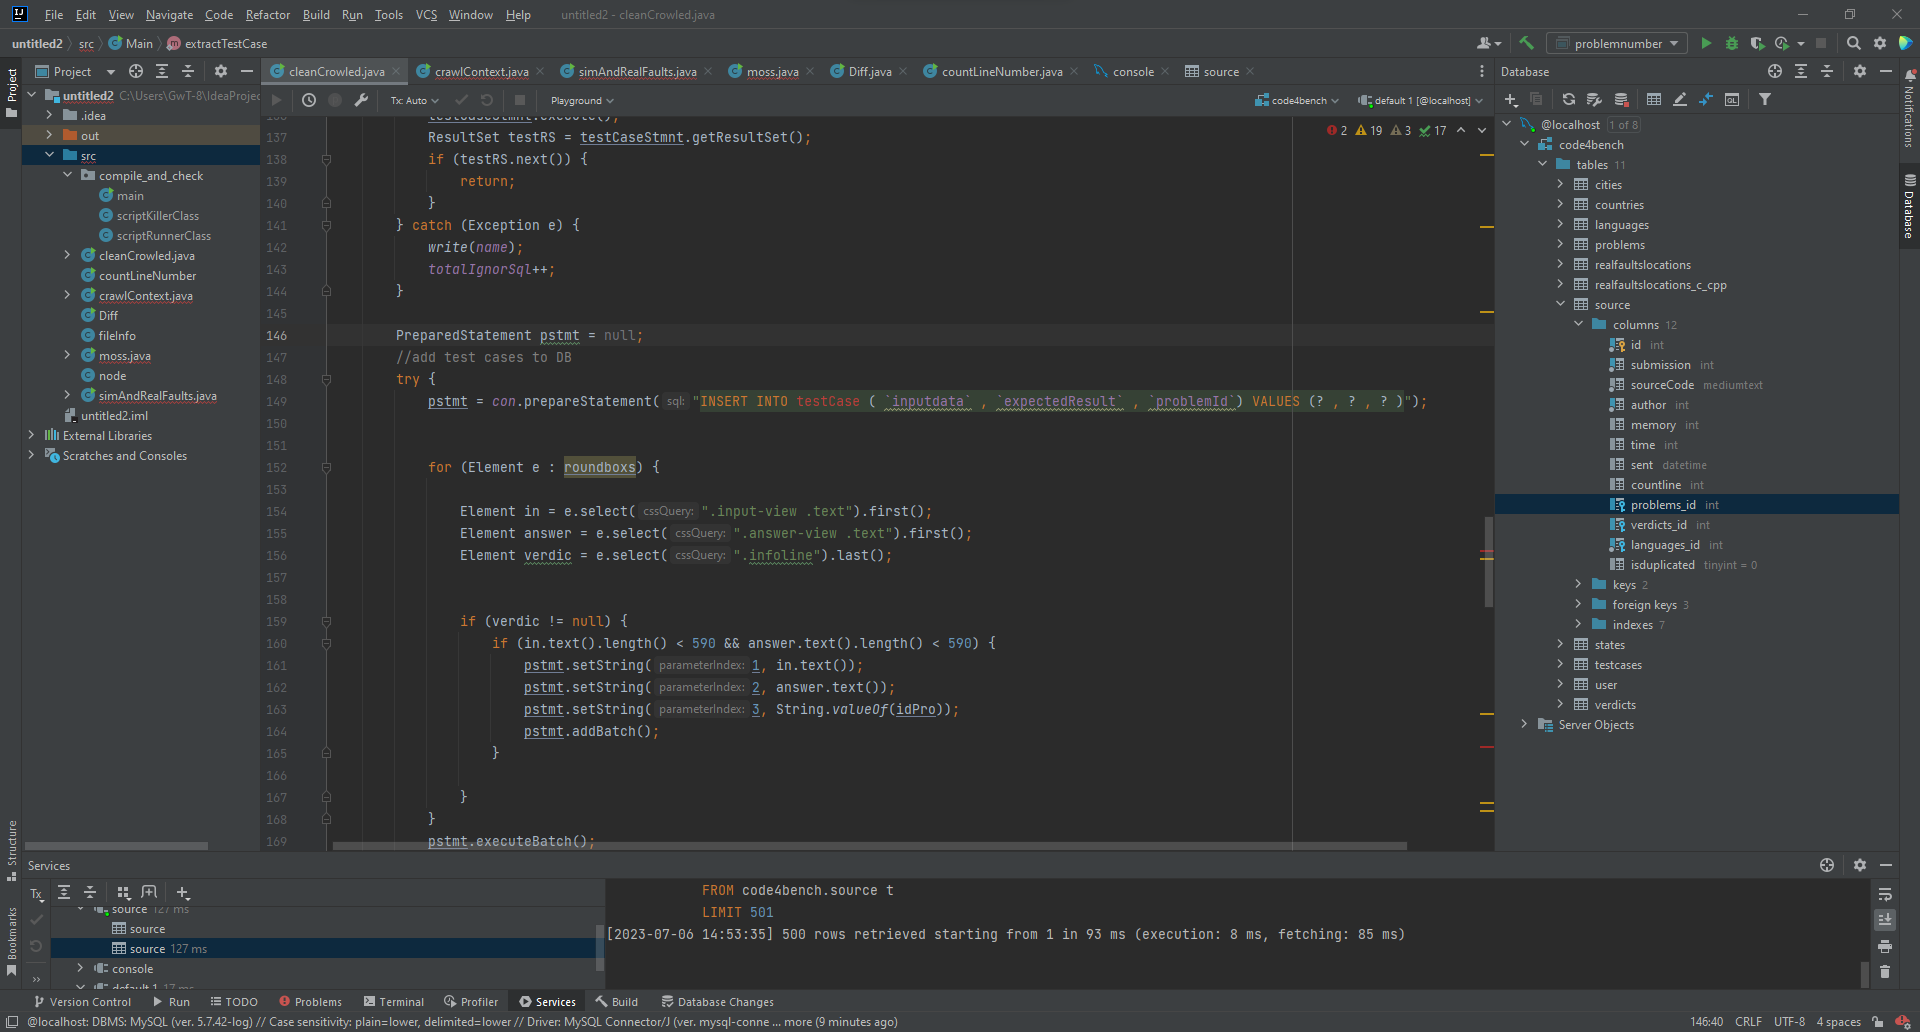 File Edit View Navigate Code Refactor Build Run Tools VCS Window Help untitled2 - cleanCrowled.java
untitled2 src Main extractTestCase problemnumber
Project
cleanCrowled.java crawlContext.java simAndRealFaults.java moss.java Diff.java countLineNumber.java console source
Tx: Auto Playground code4bench default 1 [@localhost]
Project
untitled2 C:\Users\GwT-8\IdeaProjec
.idea
out
src
compile_and_check
main
scriptKillerClass
scriptRunnerClass
cleanCrowled.java
countLineNumber
crawlContext.java
Diff
fileInfo
moss.java
node
simAndRealFaults.java
untitled2.iml
External Libraries
Scratches and Consoles
Structure
Bookmarks
2 19 3 17
136 testCaseStmnt.execute();
137 ResultSet testRS = testCaseStmnt.getResultSet();
138 if (testRS.next()) {
139 return;
140 }
141 } catch (Exception e) {
142 write(name);
143 totalIgnorSql++;
144 }
145
146 PreparedStatement pstmt = null;
147 //add test cases to DB
148 try {
149 pstmt = con.prepareStatement( sql: "INSERT INTO testCase ( `inputdata` , `expectedResult` , `problemId`) VALUES (? , ? , ? )");
150
151
152 for (Element e : roundboxs) {
153
154 Element in = e.select( cssQuery: ".input-view .text").first();
155 Element answer = e.select( cssQuery: ".answer-view .text").first();
156 Element verdic = e.select( cssQuery: ".infoline").last();
157
158
159 if (verdic != null) {
160 if (in.text().length() < 590 && answer.text().length() < 590) {
161 pstmt.setString( parameterIndex: 1, in.text());
162 pstmt.setString( parameterIndex: 2, answer.text());
163 pstmt.setString( parameterIndex: 3, String.valueOf(idPro));
164 pstmt.addBatch();
165 }
166
167 }
168 }
169 pstmt.executeBatch();
Database
@localhost 1 of 8
code4bench
tables 11
cities
countries
languages
problems
realfaultslocations
realfaultslocations_c_cpp
source
columns 12
id int
submission int
sourceCode mediumtext
author int
memory int
time int
sent datetime
countline int
problems_id int
verdicts_id int
languages_id int
isduplicated tinyint = 0
keys 2
foreign keys 3
indexes 7
states
testcases
user
verdicts
Server Objects
Notifications
Database
Services
Tx
source 127 ms
source
source 127 ms
console
default 1 17 ms
FROM code4bench.source t
LIMIT 501
[2023-07-06 14:53:35] 500 rows retrieved starting from 1 in 93 ms (execution: 8 ms, fetching: 85 ms)
Version Control Run TODO Problems Terminal Profiler Services Build Database Changes
@localhost: DBMS: MySQL (ver. 5.7.42-log) // Case sensitivity: plain=lower, delimited=lower // Driver: MySQL Connector/J (ver. mysql-conne ... more (9 minutes ago) 146:40 CRLF UTF-8 4 spaces